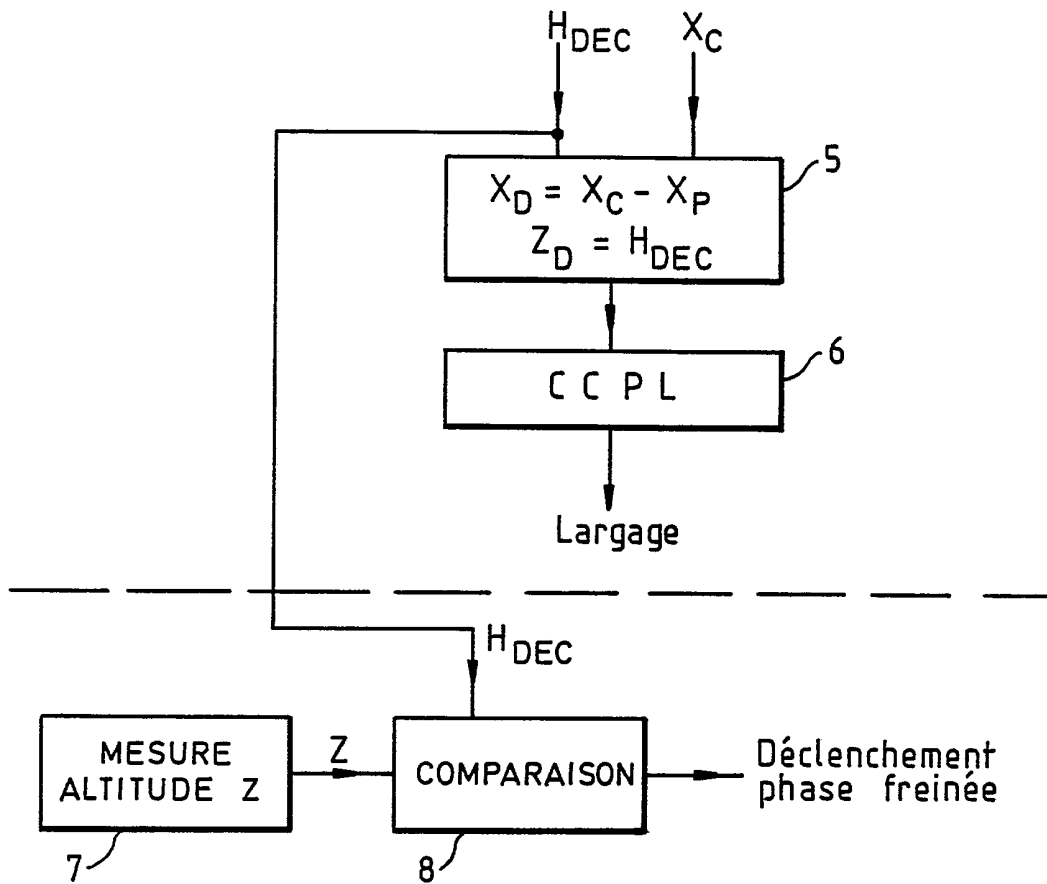 H_DEC X_C
5
X_D = X_C - X_P
Z_D = H_DEC
6
C C P L
Largage
H_DEC
MESURE
ALTITUDE Z
Z
COMPARAISON
Déclenchement
phase freinée
7
8